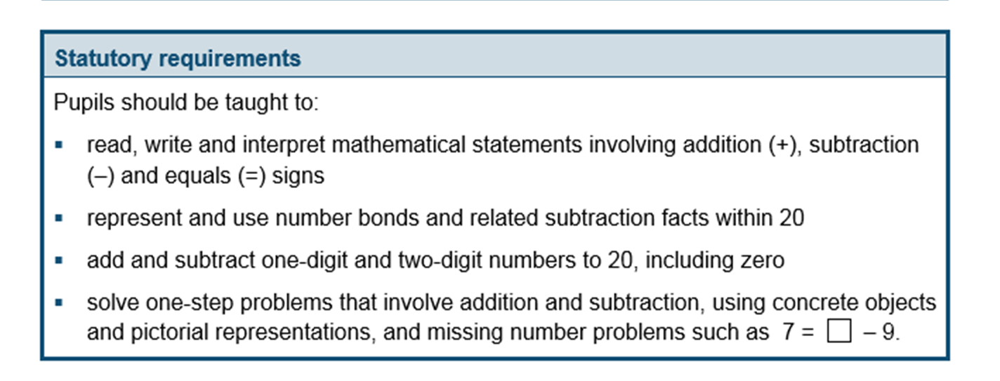 Statutory requirements
Pupils should be taught to:
▪ read, write and interpret mathematical statements involving addition (+), subtraction
(–) and equals (=) signs
▪ represent and use number bonds and related subtraction facts within 20
▪ add and subtract one-digit and two-digit numbers to 20, including zero
▪ solve one-step problems that involve addition and subtraction, using concrete objects
and pictorial representations, and missing number problems such as 7 = □ – 9.